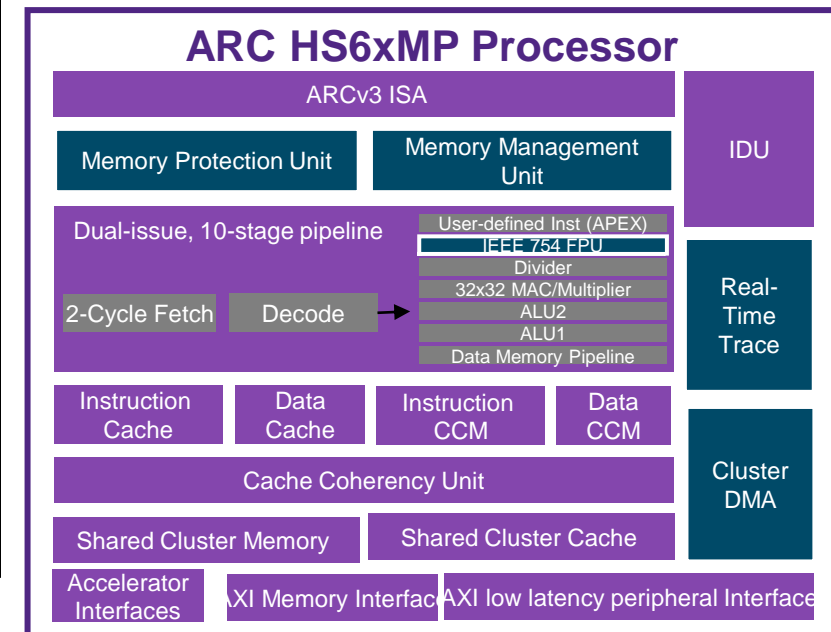 ARC HS6xMP Processor
ARCv3 ISA
IDU
Memory Protection Unit
Memory Management
Unit
Dual-issue, 10-stage pipeline
2-Cycle Fetch
Decode
User-defined Inst (APEX)
IEEE 754 FPU
Divider
32x32 MAC/Multiplier
ALU2
ALU1
Data Memory Pipeline
Real-
Time
Trace
Instruction
Cache
Data
Cache
Instruction
CCM
Data
CCM
Cache Coherency Unit
Cluster
DMA
Shared Cluster Memory
Shared Cluster Cache
Accelerator
Interfaces
AXI Memory Interfac
AXI low latency peripheral Interface